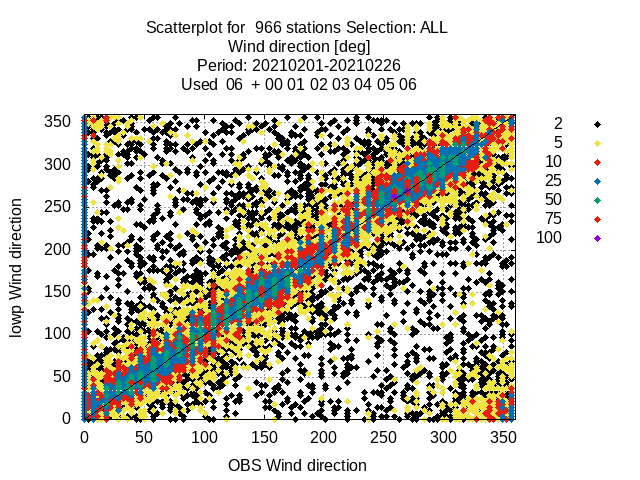 Scatterplot for  966 stations Selection: ALL
Wind direction [deg]
Period: 20210201-20210226
Used  06  + 00 01 02 03 04 05 06
2
5
10
25
50
75
100
350
300
250
200
150
100
50
0
Iowp Wind direction
0 50 100 150 200 250 300 350
OBS Wind direction